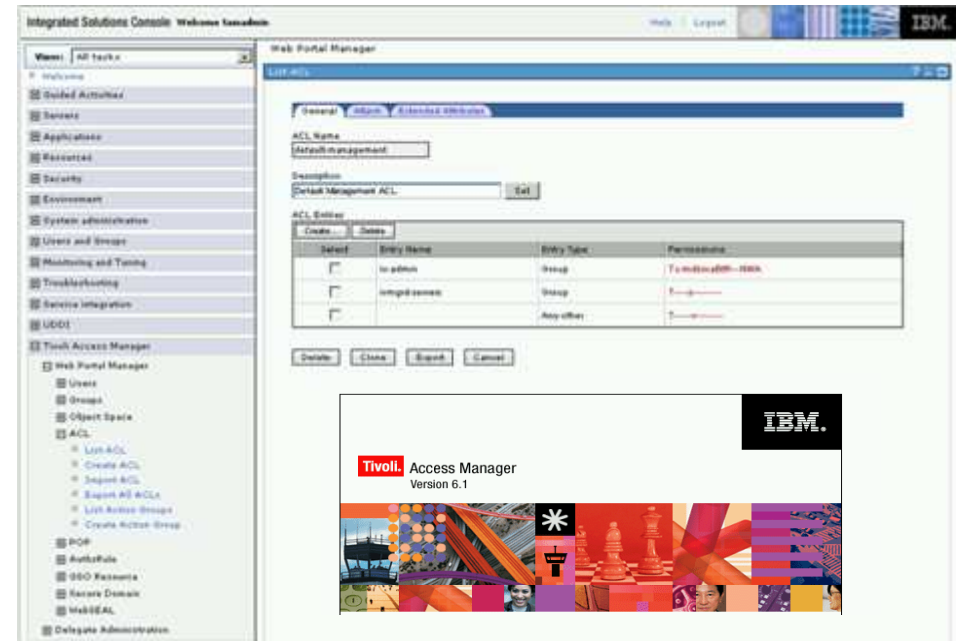 Integrated Solutions Console Welcome tamadmin
Help Logout
IBM.
View: All tasks
Welcome
Guided Activities
Servers
Applications
Resources
Security
Environment
System administration
Users and Groups
Monitoring and Tuning
Troubleshooting
Service integration
UDDI
Tivoli Access Manager
Web Portal Manager
Users
Groups
Object Space
ACL
List ACL
Create ACL
Import ACL
Export All ACLs
List Action Groups
Create Action Group
POP
AuthzRule
GSO Resource
Secure Domain
WebSEAL
Delegate Administration
Web Portal Manager
List ACL
General Attach Extended Attributes
ACL Name
default-management
Description
Default Management ACL
Set
ACL Entries
Create... Delete
Select Entry Name Entry Type Permissions
iv-admin Group
ivmgrd-servers Group
Any-other
Delete Clone Export Cancel
IBM.
Tivoli. Access Manager
Version 6.1